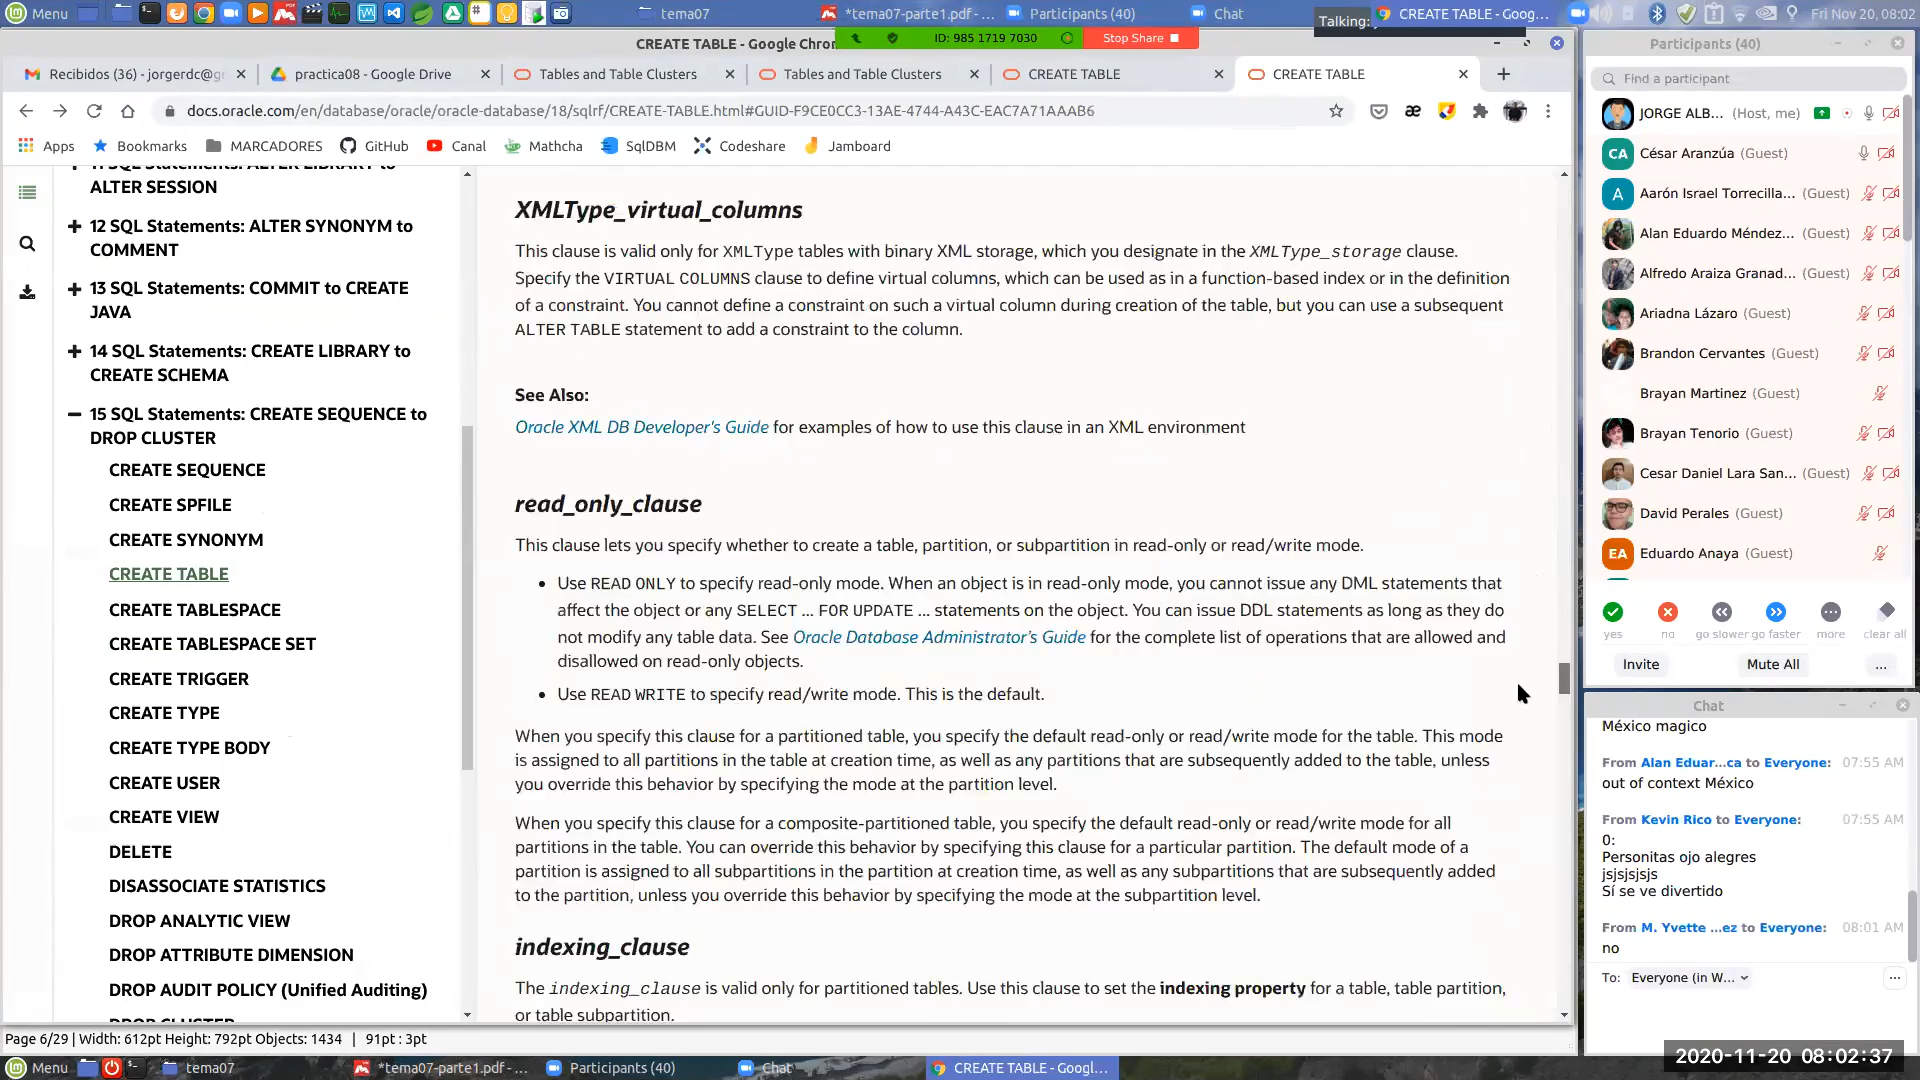 Menu
tema07
*tema07-parte1.pdf - ...
Participants (40)
Chat
Talking:
CREATE TABLE - Goog...
Fri Nov 20, 08:02
CREATE TABLE - Google Chrom
ID: 985 1719 7030
Stop Share
Recibidos (36) - jorgerdc@g
practica08 - Google Drive
Tables and Table Clusters
Tables and Table Clusters
CREATE TABLE
CREATE TABLE
docs.oracle.com/en/database/oracle/oracle-database/18/sqlrf/CREATE-TABLE.html#GUID-F9CE0CC3-13AE-4744-A43C-EAC7A71AAAB6
Apps
Bookmarks
MARCADORES
GitHub
Canal
Mathcha
SqlDBM
Codeshare
Jamboard
11 SQL Statements: ALTER LIBRARY to
ALTER SESSION
12 SQL Statements: ALTER SYNONYM to
COMMENT
13 SQL Statements: COMMIT to CREATE
JAVA
14 SQL Statements: CREATE LIBRARY to
CREATE SCHEMA
15 SQL Statements: CREATE SEQUENCE to
DROP CLUSTER
CREATE SEQUENCE
CREATE SPFILE
CREATE SYNONYM
CREATE TABLE
CREATE TABLESPACE
CREATE TABLESPACE SET
CREATE TRIGGER
CREATE TYPE
CREATE TYPE BODY
CREATE USER
CREATE VIEW
DELETE
DISASSOCIATE STATISTICS
DROP ANALYTIC VIEW
DROP ATTRIBUTE DIMENSION
DROP AUDIT POLICY (Unified Auditing)
DROP CLUSTER
XMLType_virtual_columns
This clause is valid only for XMLType tables with binary XML storage, which you designate in the XMLType_storage clause.
Specify the VIRTUAL COLUMNS clause to define virtual columns, which can be used as in a function-based index or in the definition
of a constraint. You cannot define a constraint on such a virtual column during creation of the table, but you can use a subsequent
ALTER TABLE statement to add a constraint to the column.
See Also:
Oracle XML DB Developer's Guide for examples of how to use this clause in an XML environment
read_only_clause
This clause lets you specify whether to create a table, partition, or subpartition in read-only or read/write mode.
• Use READ ONLY to specify read-only mode. When an object is in read-only mode, you cannot issue any DML statements that
affect the object or any SELECT ... FOR UPDATE ... statements on the object. You can issue DDL statements as long as they do
not modify any table data. See Oracle Database Administrator's Guide for the complete list of operations that are allowed and
disallowed on read-only objects.
• Use READ WRITE to specify read/write mode. This is the default.
When you specify this clause for a partitioned table, you specify the default read-only or read/write mode for the table. This mode
is assigned to all partitions in the table at creation time, as well as any partitions that are subsequently added to the table, unless
you override this behavior by specifying the mode at the partition level.
When you specify this clause for a composite-partitioned table, you specify the default read-only or read/write mode for all
partitions in the table. You can override this behavior by specifying this clause for a particular partition. The default mode of a
partition is assigned to all subpartitions in the partition at creation time, as well as any subpartitions that are subsequently added
to the partition, unless you override this behavior by specifying the mode at the subpartition level.
indexing_clause
The indexing_clause is valid only for partitioned tables. Use this clause to set the indexing property for a table, table partition,
or table subpartition.
Page 6/29 | Width: 612pt Height: 792pt Objects: 1434 | 91pt : 3pt
Participants (40)
Find a participant
JORGE ALB... (Host, me)
CA César Aranzúa (Guest)
A Aarón Israel Torrecilla... (Guest)
Alan Eduardo Méndez... (Guest)
Alfredo Araiza Granad... (Guest)
Ariadna Lázaro (Guest)
Brandon Cervantes (Guest)
Brayan Martinez (Guest)
Brayan Tenorio (Guest)
Cesar Daniel Lara San... (Guest)
David Perales (Guest)
EA Eduardo Anaya (Guest)
yes
no
go slower
go faster
more
clear all
Invite
Mute All
...
Chat
México magico
From Alan Eduar...ca to Everyone: 07:55 AM
out of context México
From Kevin Rico to Everyone: 07:55 AM
0:
Personitas ojo alegres
jsjsjsjsjs
Sí se ve divertido
From M. Yvette ...ez to Everyone: 08:01 AM
no
To: Everyone (in W...
Menu
tema07
*tema07-parte1.pdf - ...
Participants (40)
Chat
CREATE TABLE - Googl...
2020-11-20 08:02:37